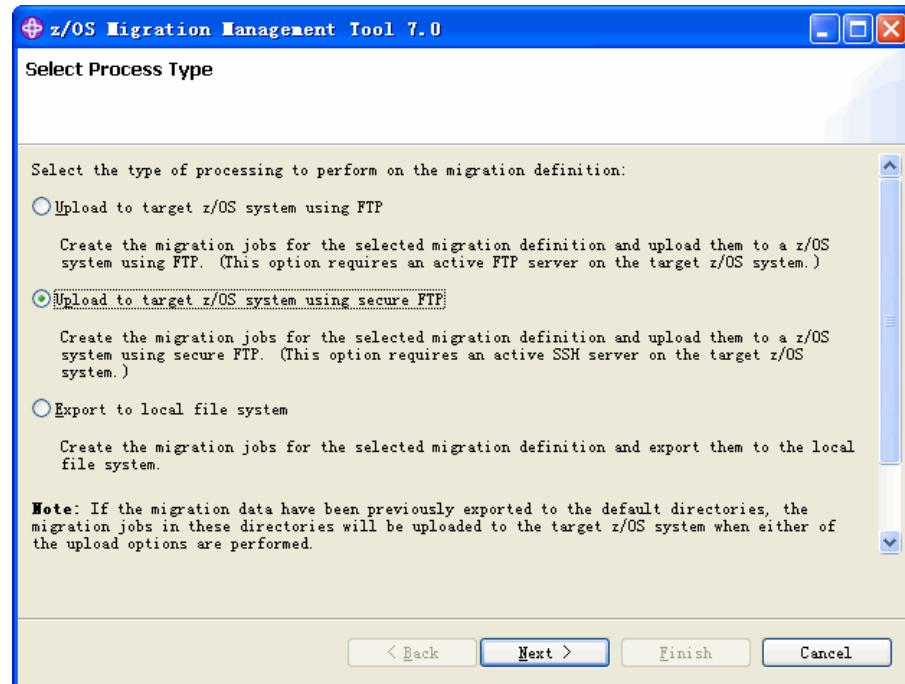 z/OS Migration Management Tool 7.0
Select Process Type
Select the type of processing to perform on the migration definition:
Upload to target z/OS system using FTP
Create the migration jobs for the selected migration definition and upload them to a z/OS
system using FTP. (This option requires an active FTP server on the target z/OS system.)
Upload to target z/OS system using secure FTP
Create the migration jobs for the selected migration definition and upload them to a z/OS
system using secure FTP. (This option requires an active SSH server on the target z/OS
system.)
Export to local file system
Create the migration jobs for the selected migration definition and export them to the local
file system.
Note: If the migration data have been previously exported to the default directories, the
migration jobs in these directories will be uploaded to the target z/OS system when either of
the upload options are performed.
< Back Next > Finish Cancel